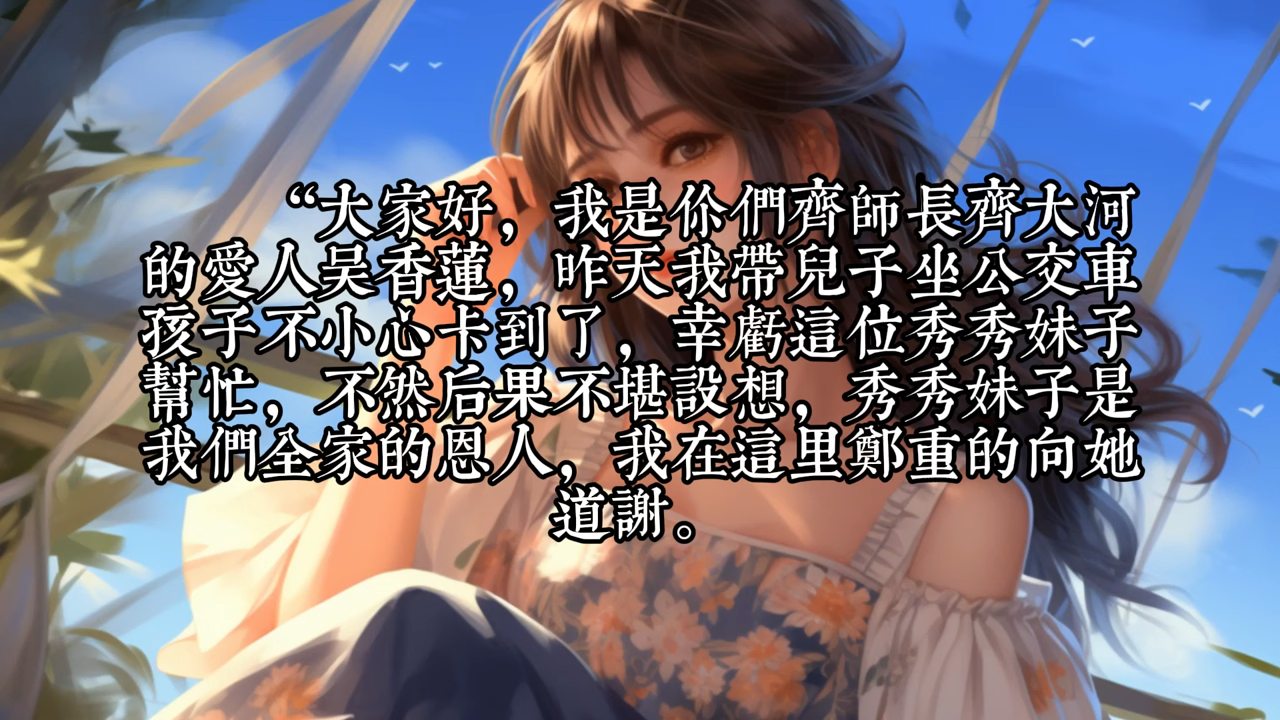 “大家好，我是你們齊師長齊大河
的愛人吴香蓮，昨天我帶兒子坐公交車
孩子不小心卡到了，幸虧這位秀秀妹子
幫忙，不然后果不堪設想，秀秀妹子是
我們全家的恩人，我在這里鄭重的向她
道謝。